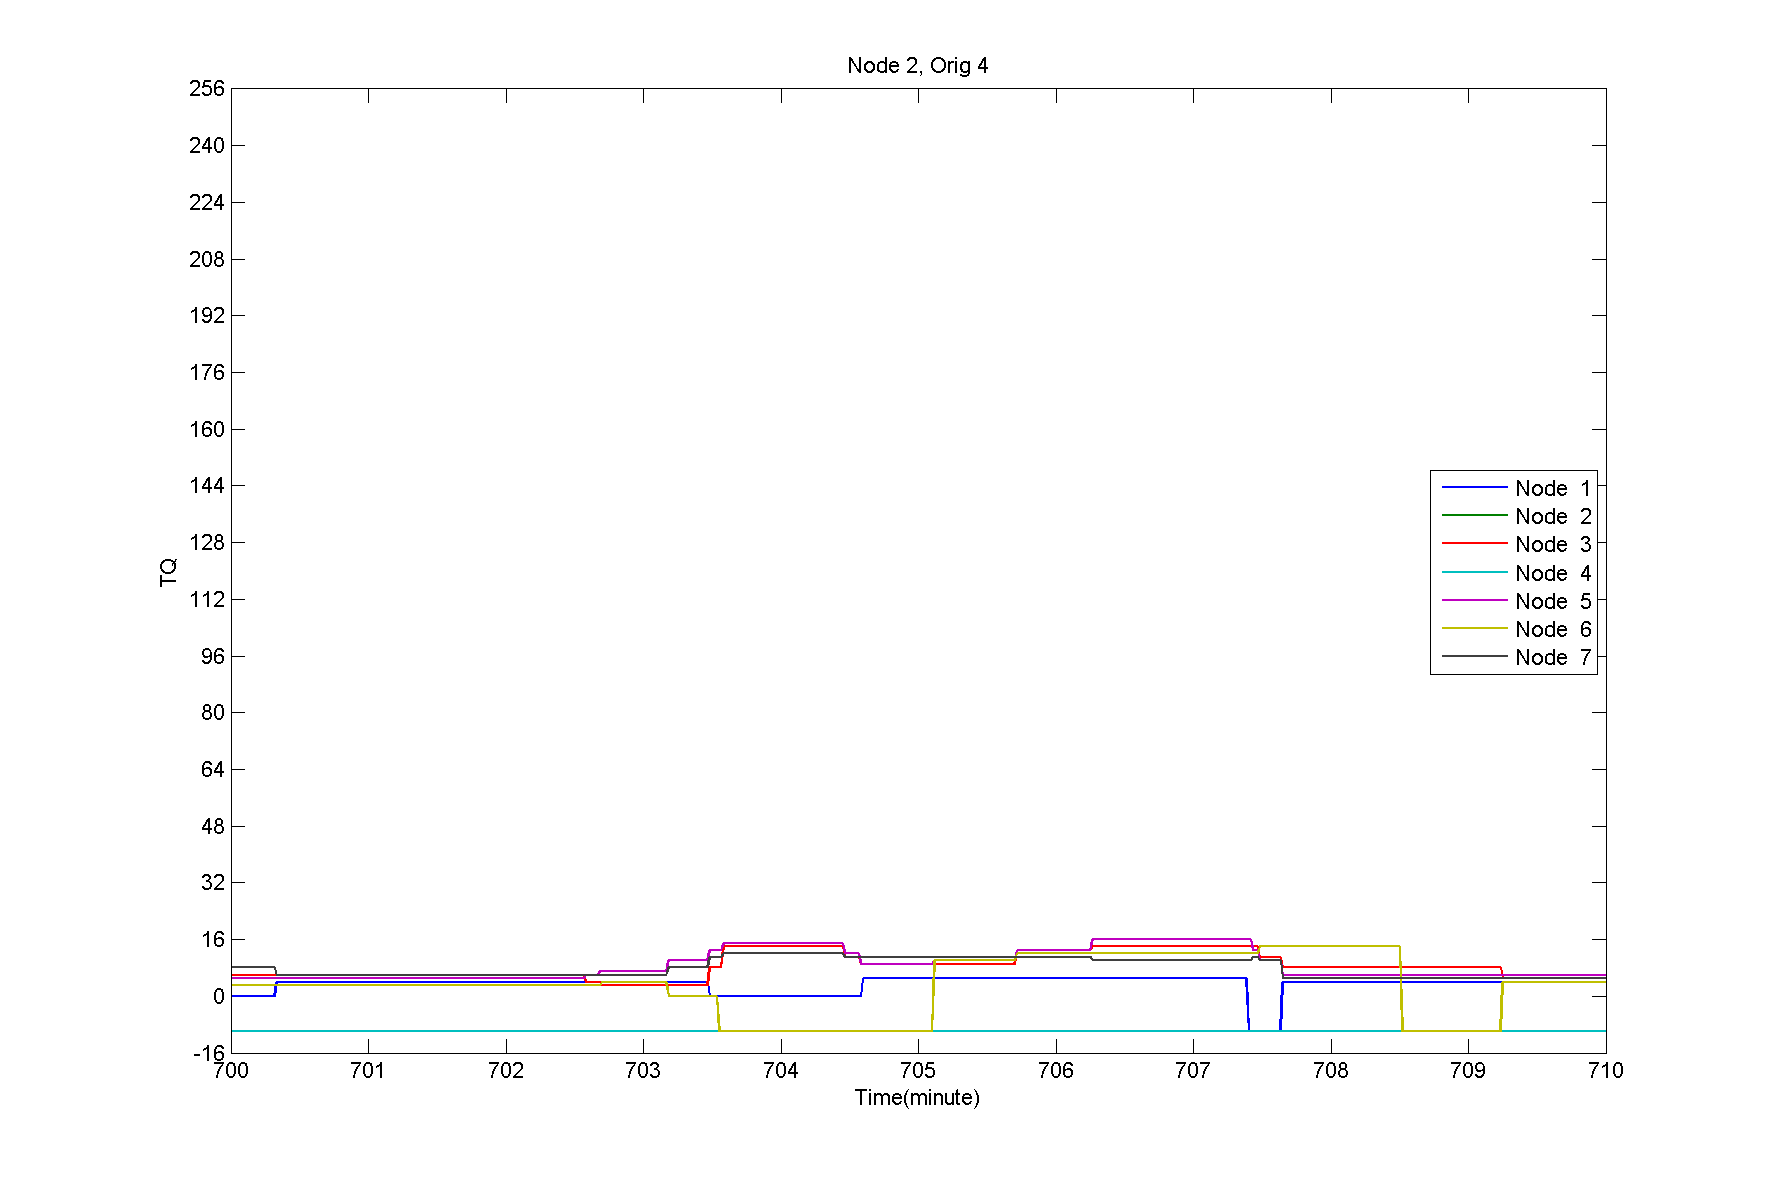 Node 2, Orig 4
256
240
224
208
192
176
160
144
128
112
96
80
64
48
32
16
0
-16
TQ
Node 1
Node 2
Node 3
Node 4
Node 5
Node 6
Node 7
700 701 702 703 704 705 706 707 708 709 710
Time(minute)